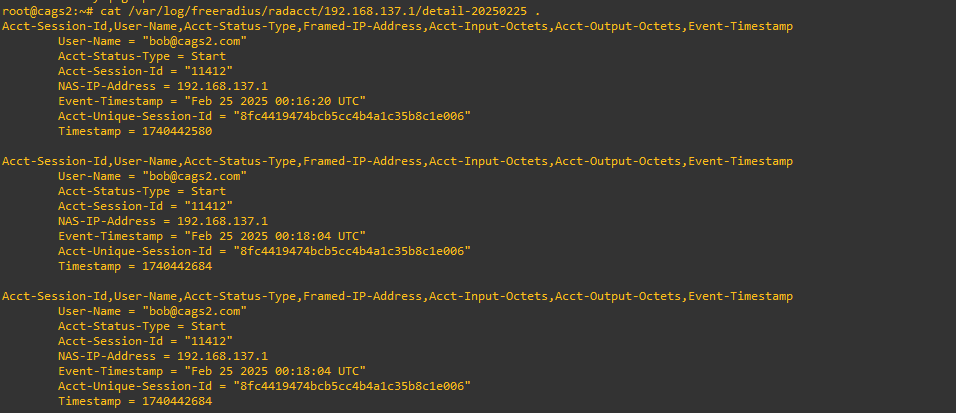 root@cags2:~# cat /var/log/freeradius/radacct/192.168.137.1/detail-20250225 .
Acct-Session-Id,User-Name,Acct-Status-Type,Framed-IP-Address,Acct-Input-Octets,Acct-Output-Octets,Event-Timestamp
User-Name = "bob@cags2.com"
Acct-Status-Type = Start
Acct-Session-Id = "11412"
NAS-IP-Address = 192.168.137.1
Event-Timestamp = "Feb 25 2025 00:16:20 UTC"
Acct-Unique-Session-Id = "8fc4419474bcb5cc4b4a1c35b8c1e006"
Timestamp = 1740442580
Acct-Session-Id,User-Name,Acct-Status-Type,Framed-IP-Address,Acct-Input-Octets,Acct-Output-Octets,Event-Timestamp
User-Name = "bob@cags2.com"
Acct-Status-Type = Start
Acct-Session-Id = "11412"
NAS-IP-Address = 192.168.137.1
Event-Timestamp = "Feb 25 2025 00:18:04 UTC"
Acct-Unique-Session-Id = "8fc4419474bcb5cc4b4a1c35b8c1e006"
Timestamp = 1740442684
Acct-Session-Id,User-Name,Acct-Status-Type,Framed-IP-Address,Acct-Input-Octets,Acct-Output-Octets,Event-Timestamp
User-Name = "bob@cags2.com"
Acct-Status-Type = Start
Acct-Session-Id = "11412"
NAS-IP-Address = 192.168.137.1
Event-Timestamp = "Feb 25 2025 00:18:04 UTC"
Acct-Unique-Session-Id = "8fc4419474bcb5cc4b4a1c35b8c1e006"
Timestamp = 1740442684